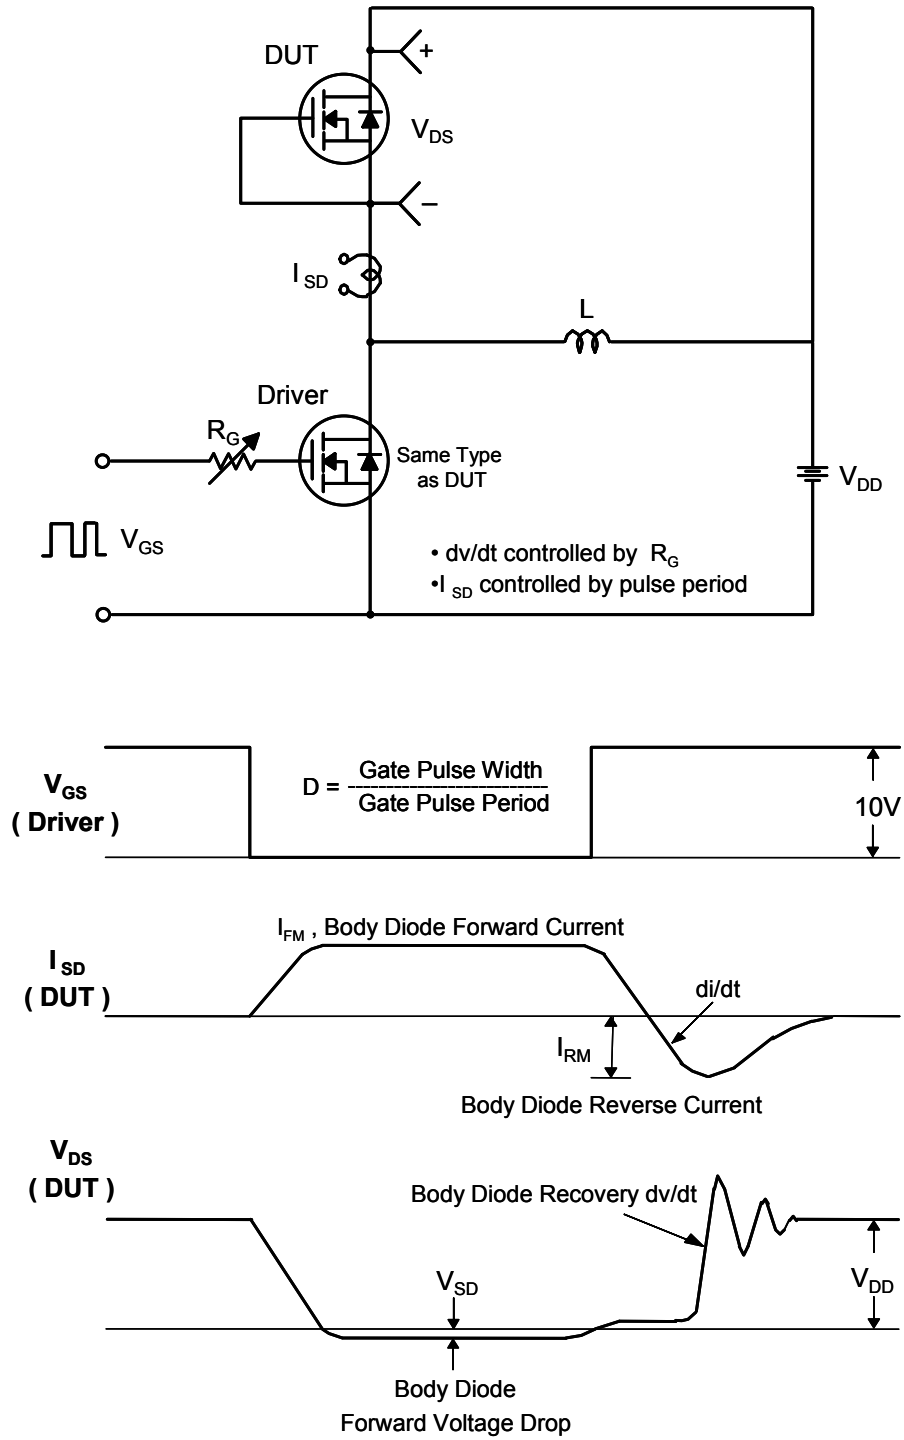 DUT
+
V_DS
–
I_SD
L
Driver
R_G
Same Type
as DUT
V_DD
V_GS
• dv/dt controlled by R_G
•I_SD controlled by pulse period
V_GS
( Driver )
D = Gate Pulse Width
Gate Pulse Period
10V
I_FM , Body Diode Forward Current
I_SD
( DUT )
di/dt
I_RM
Body Diode Reverse Current
V_DS
( DUT )
Body Diode Recovery dv/dt
V_SD
V_DD
Body Diode
Forward Voltage Drop